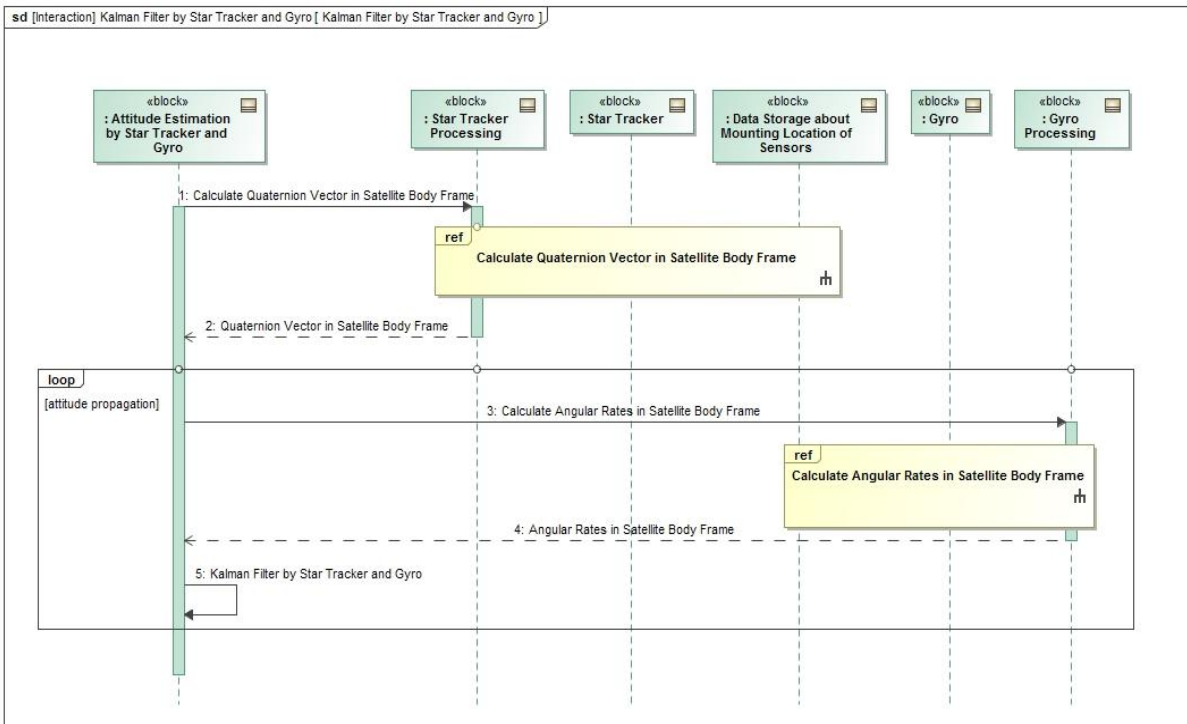 sd [Interaction] Kalman Filter by Star Tracker and Gyro [ Kalman Filter by Star Tracker and Gyro ]
«block»
: Attitude Estimation
by Star Tracker and
Gyro
«block»
: Star Tracker
Processing
«block»
: Star Tracker
«block»
: Data Storage about
Mounting Location of
Sensors
«block»
: Gyro
«block»
: Gyro
Processing
1: Calculate Quaternion Vector in Satellite Body Frame
ref
Calculate Quaternion Vector in Satellite Body Frame
2: Quaternion Vector in Satellite Body Frame
loop
[attitude propagation]
3: Calculate Angular Rates in Satellite Body Frame
ref
Calculate Angular Rates in Satellite Body Frame
4: Angular Rates in Satellite Body Frame
5: Kalman Filter by Star Tracker and Gyro